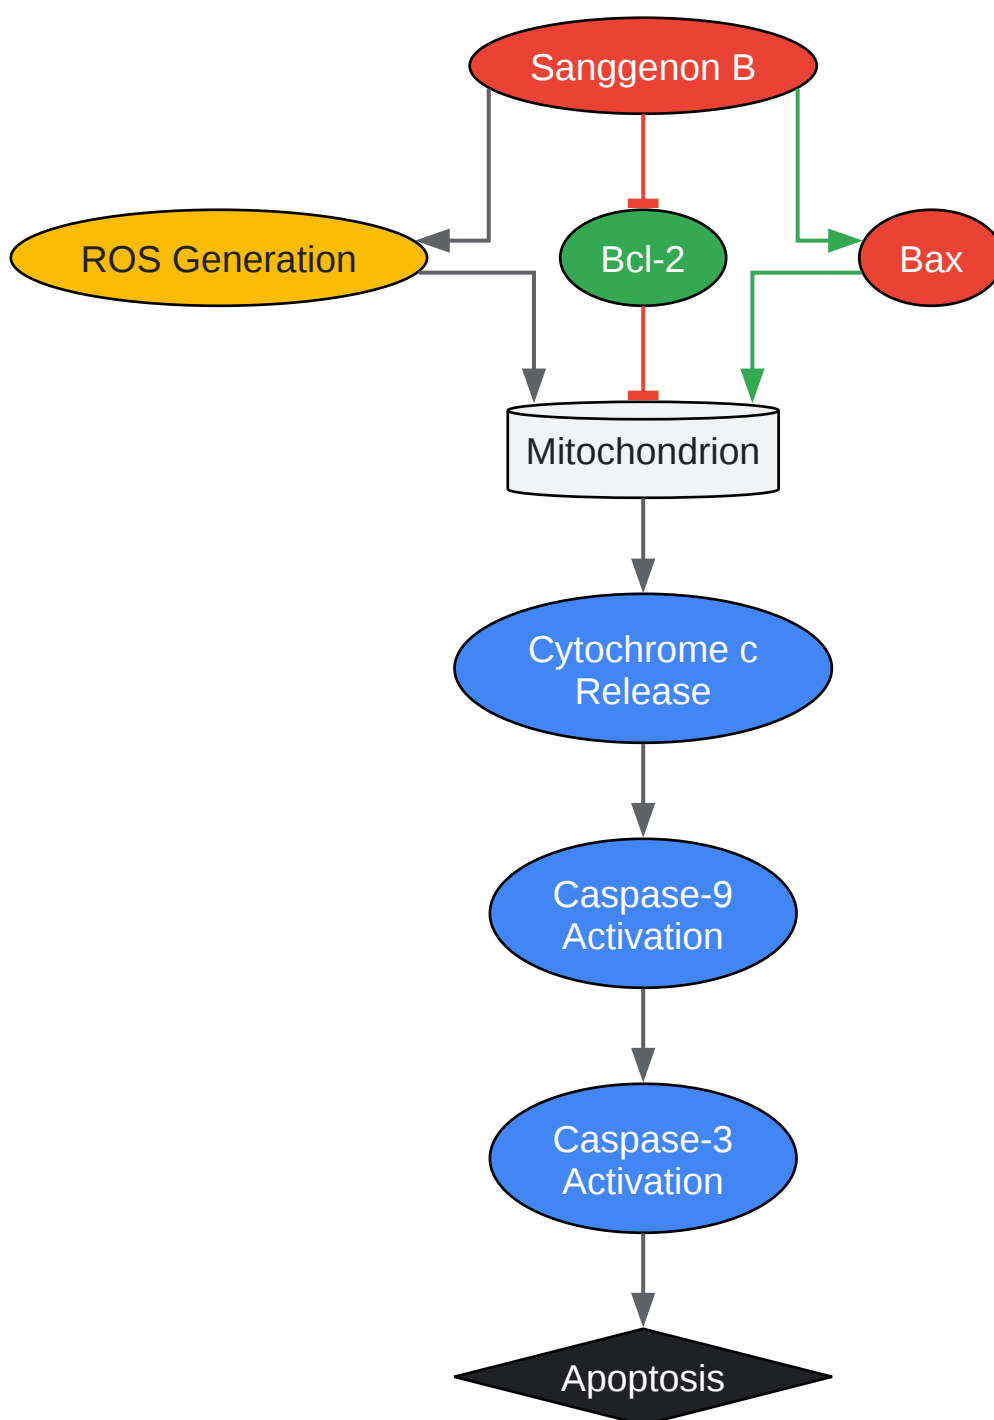 Sanggenon B
ROS Generation
Bcl-2
Bax
Mitochondrion
Cytochrome c
Release
Caspase-9
Activation
Caspase-3
Activation
Apoptosis